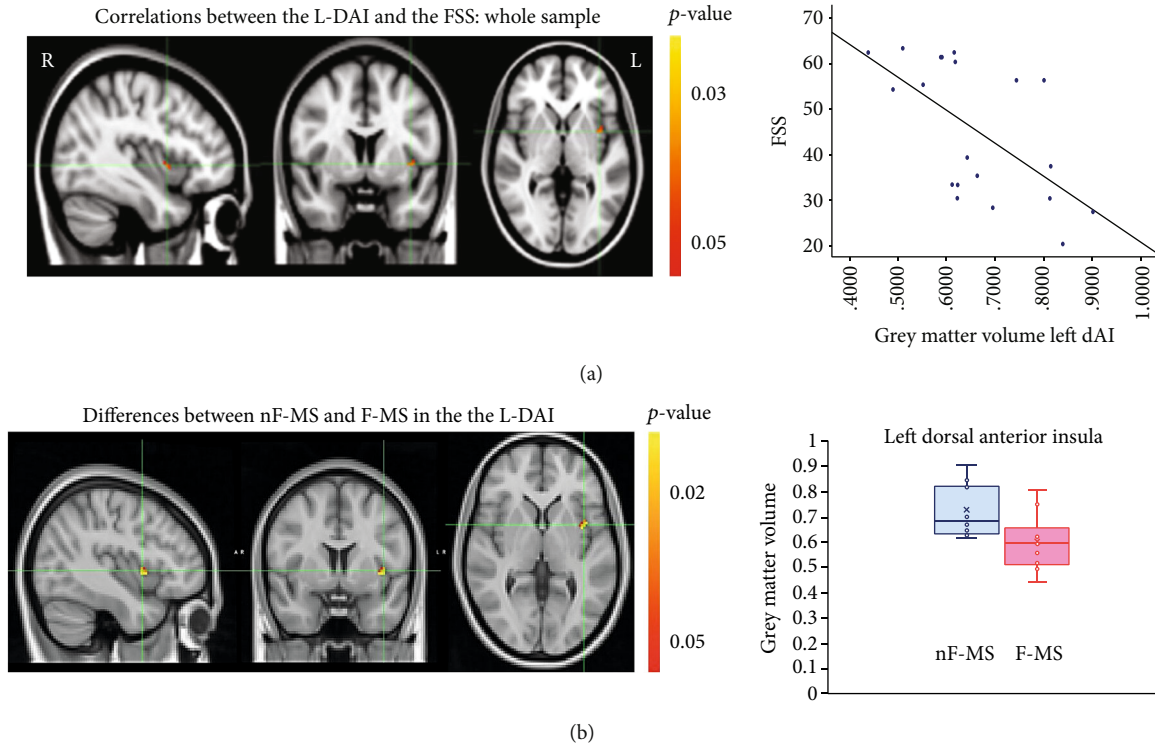 Correlations between the L-DAI and the FSS: whole sample
R
L
p-value
0.03
0.05
70
60
50
40
30
20
FSS
.4000
.5000
.6000
.7000
.8000
.9000
1.0000
Grey matter volume left dAI
(a)
Differences between nF-MS and F-MS in the the L-DAI
A R
L R
p-value
0.02
0.05
Left dorsal anterior insula
1
0.9
0.8
0.7
0.6
0.5
0.4
0.3
0.2
0.1
0
Grey matter volume
nF-MS
F-MS
(b)